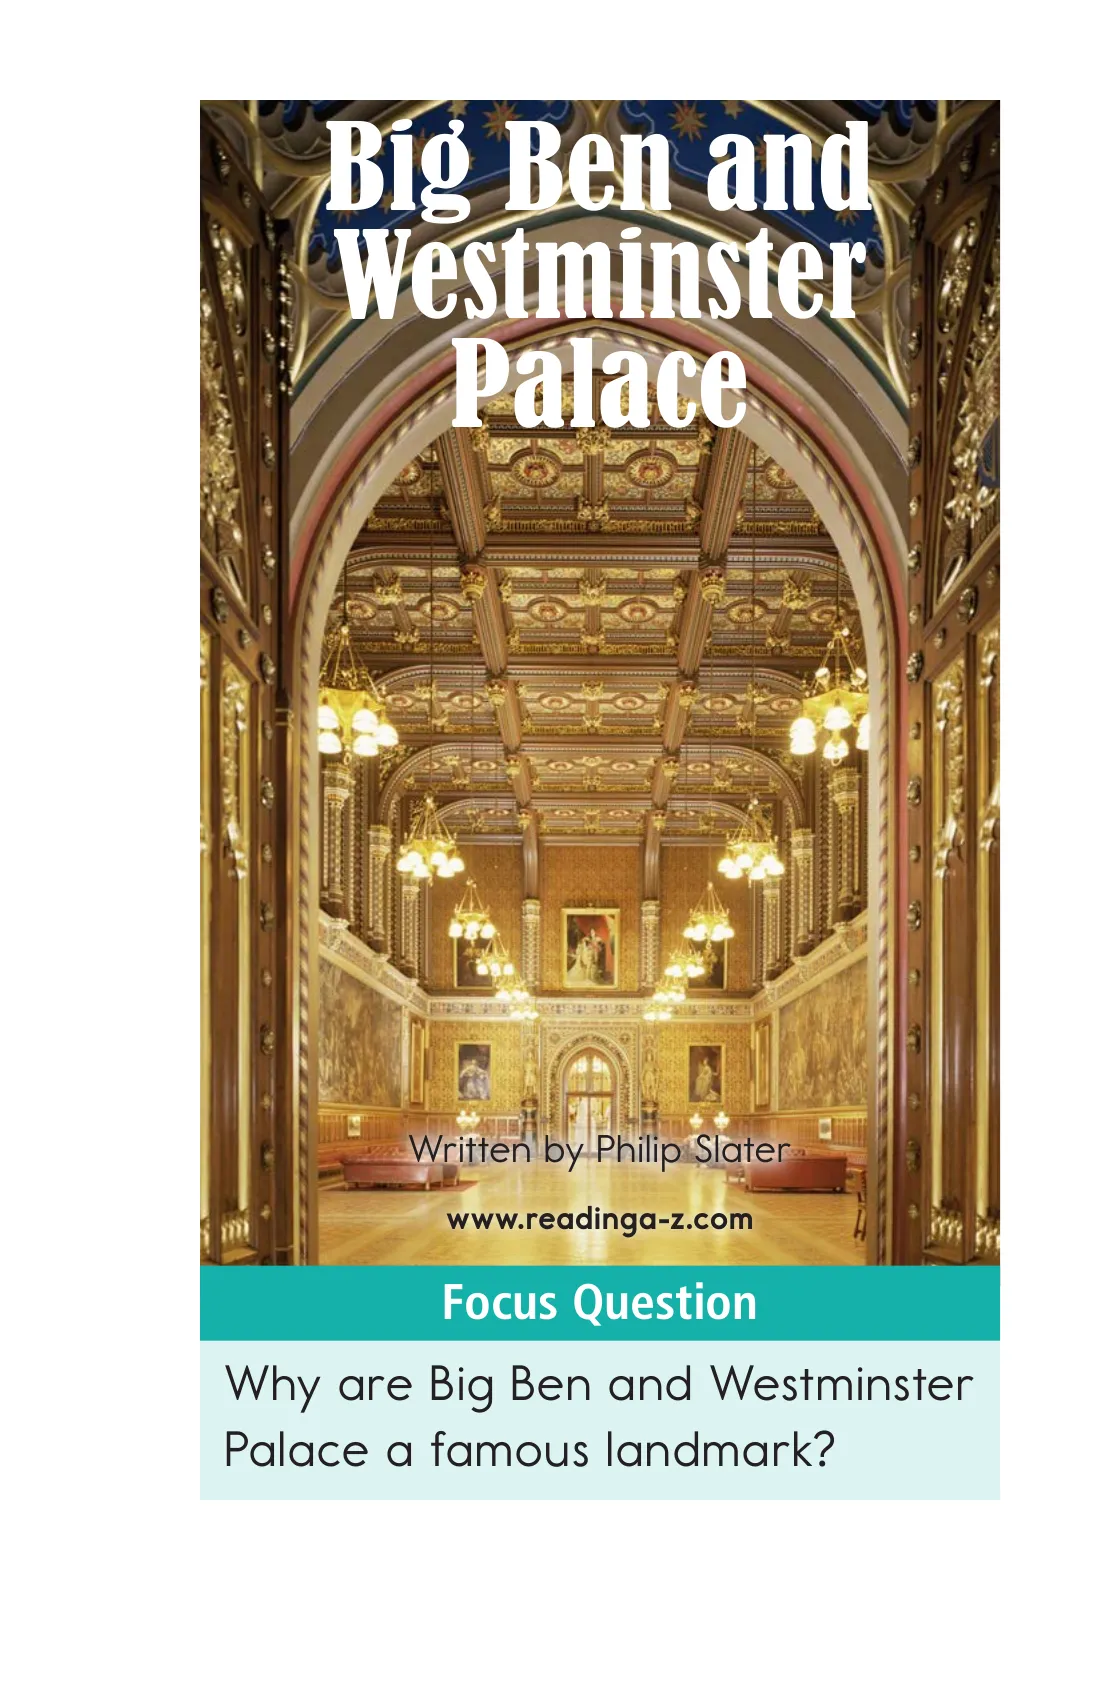 Big Ben and
Westminster
Palace
Written by Philip Slater
www.readinga-z.com
Focus Question
Why are Big Ben and Westminster
Palace a famous landmark?